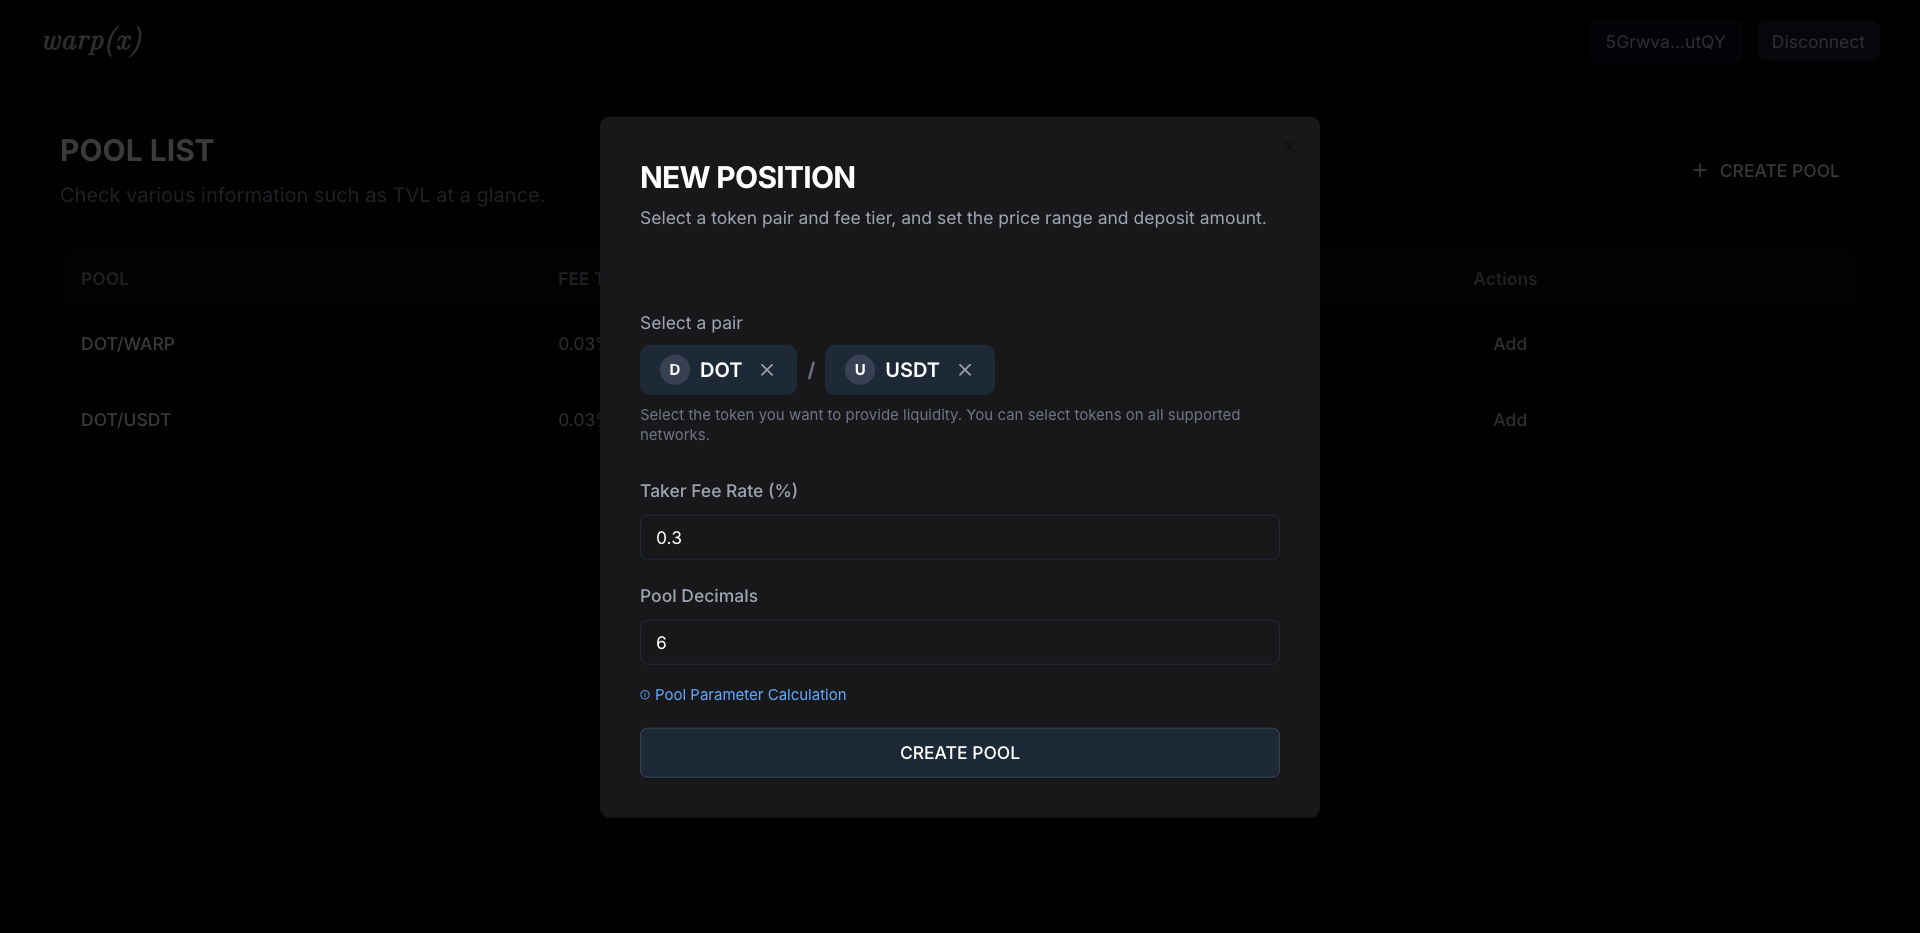 warp(x)
5Grwva...utQY
Disconnect
POOL LIST
Check various information such as TVL at a glance.
+ CREATE POOL
POOL
FEE
Actions
DOT/WARP
0.03
Add
DOT/USDT
0.03
Add
NEW POSITION
Select a token pair and fee tier, and set the price range and deposit amount.
Select a pair
D DOT / U USDT
Select the token you want to provide liquidity. You can select tokens on all supported
networks.
Taker Fee Rate (%)
0.3
Pool Decimals
6
Pool Parameter Calculation
CREATE POOL